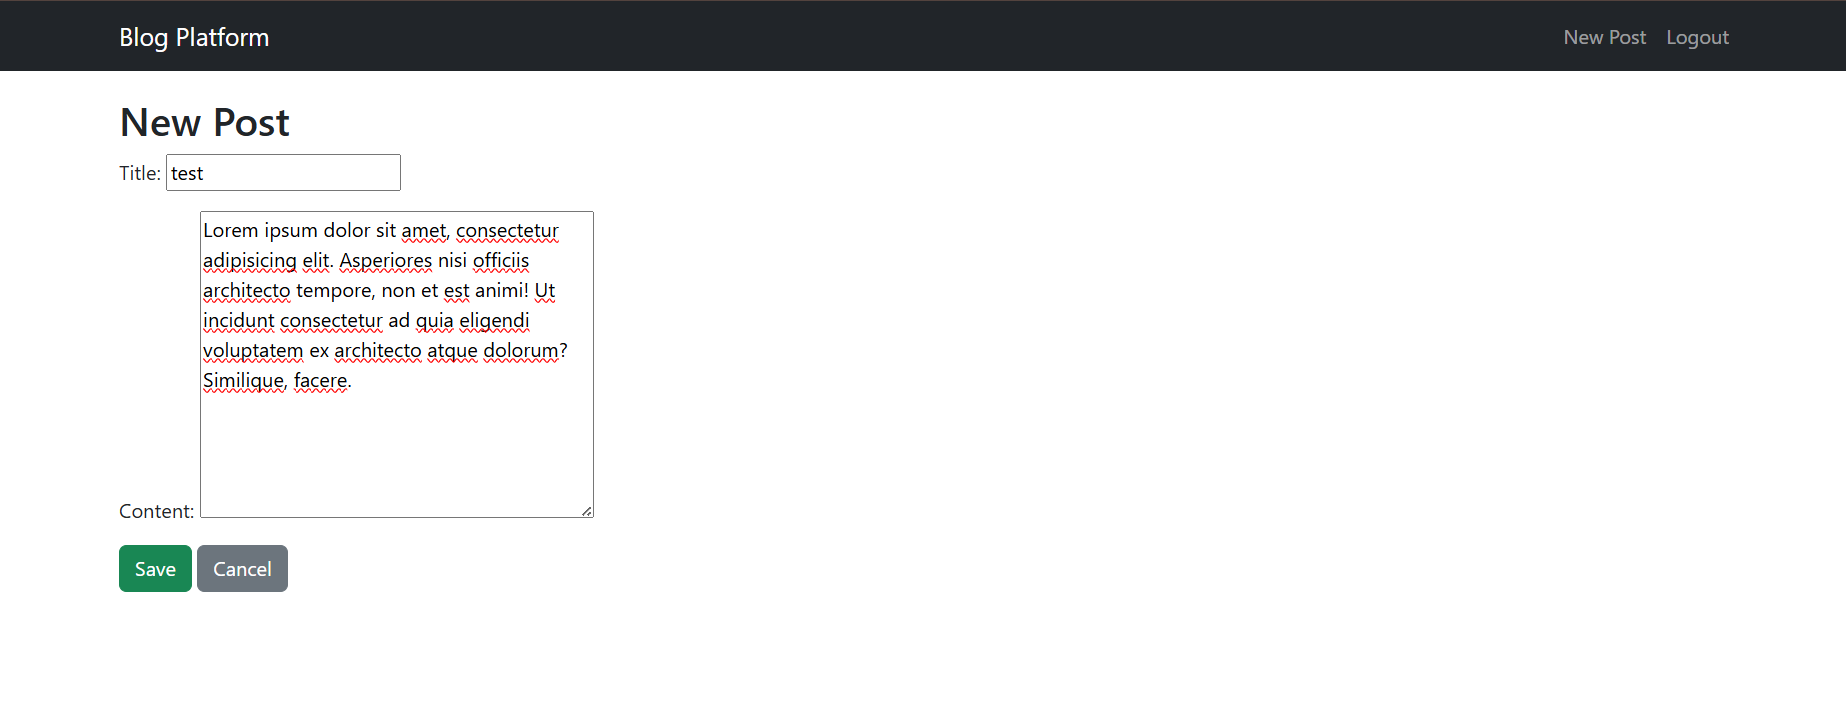 Blog Platform
New Post Logout
New Post
Title: test
Lorem ipsum dolor sit amet, consectetur
adipisicing elit. Asperiores nisi officiis
architecto tempore, non et est animi! Ut
incidunt consectetur ad quia eligendi
voluptatem ex architecto atque dolorum?
Similique, facere.
Content:
Save Cancel